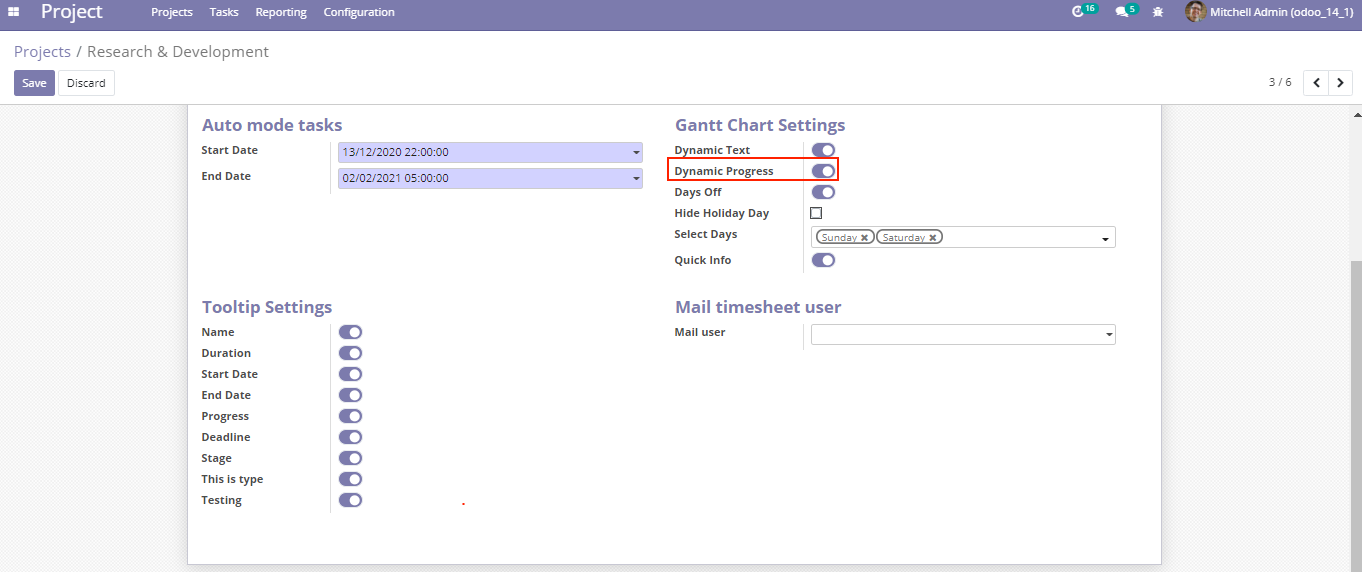 Project
Projects Tasks Reporting Configuration
16 5 Mitchell Admin (odoo_14_1)
Projects / Research & Development
Save Discard
3 / 6
Auto mode tasks
Start Date 13/12/2020 22:00:00
End Date 02/02/2021 05:00:00
Gantt Chart Settings
Dynamic Text
Dynamic Progress
Days Off
Hide Holiday Day
Select Days Sunday Saturday
Quick Info
Tooltip Settings
Name
Duration
Start Date
End Date
Progress
Deadline
Stage
This is type
Testing
Mail timesheet user
Mail user